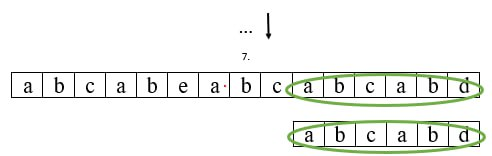 ...
7.
a b c a b e a b c a b c a b d
a b c a b d